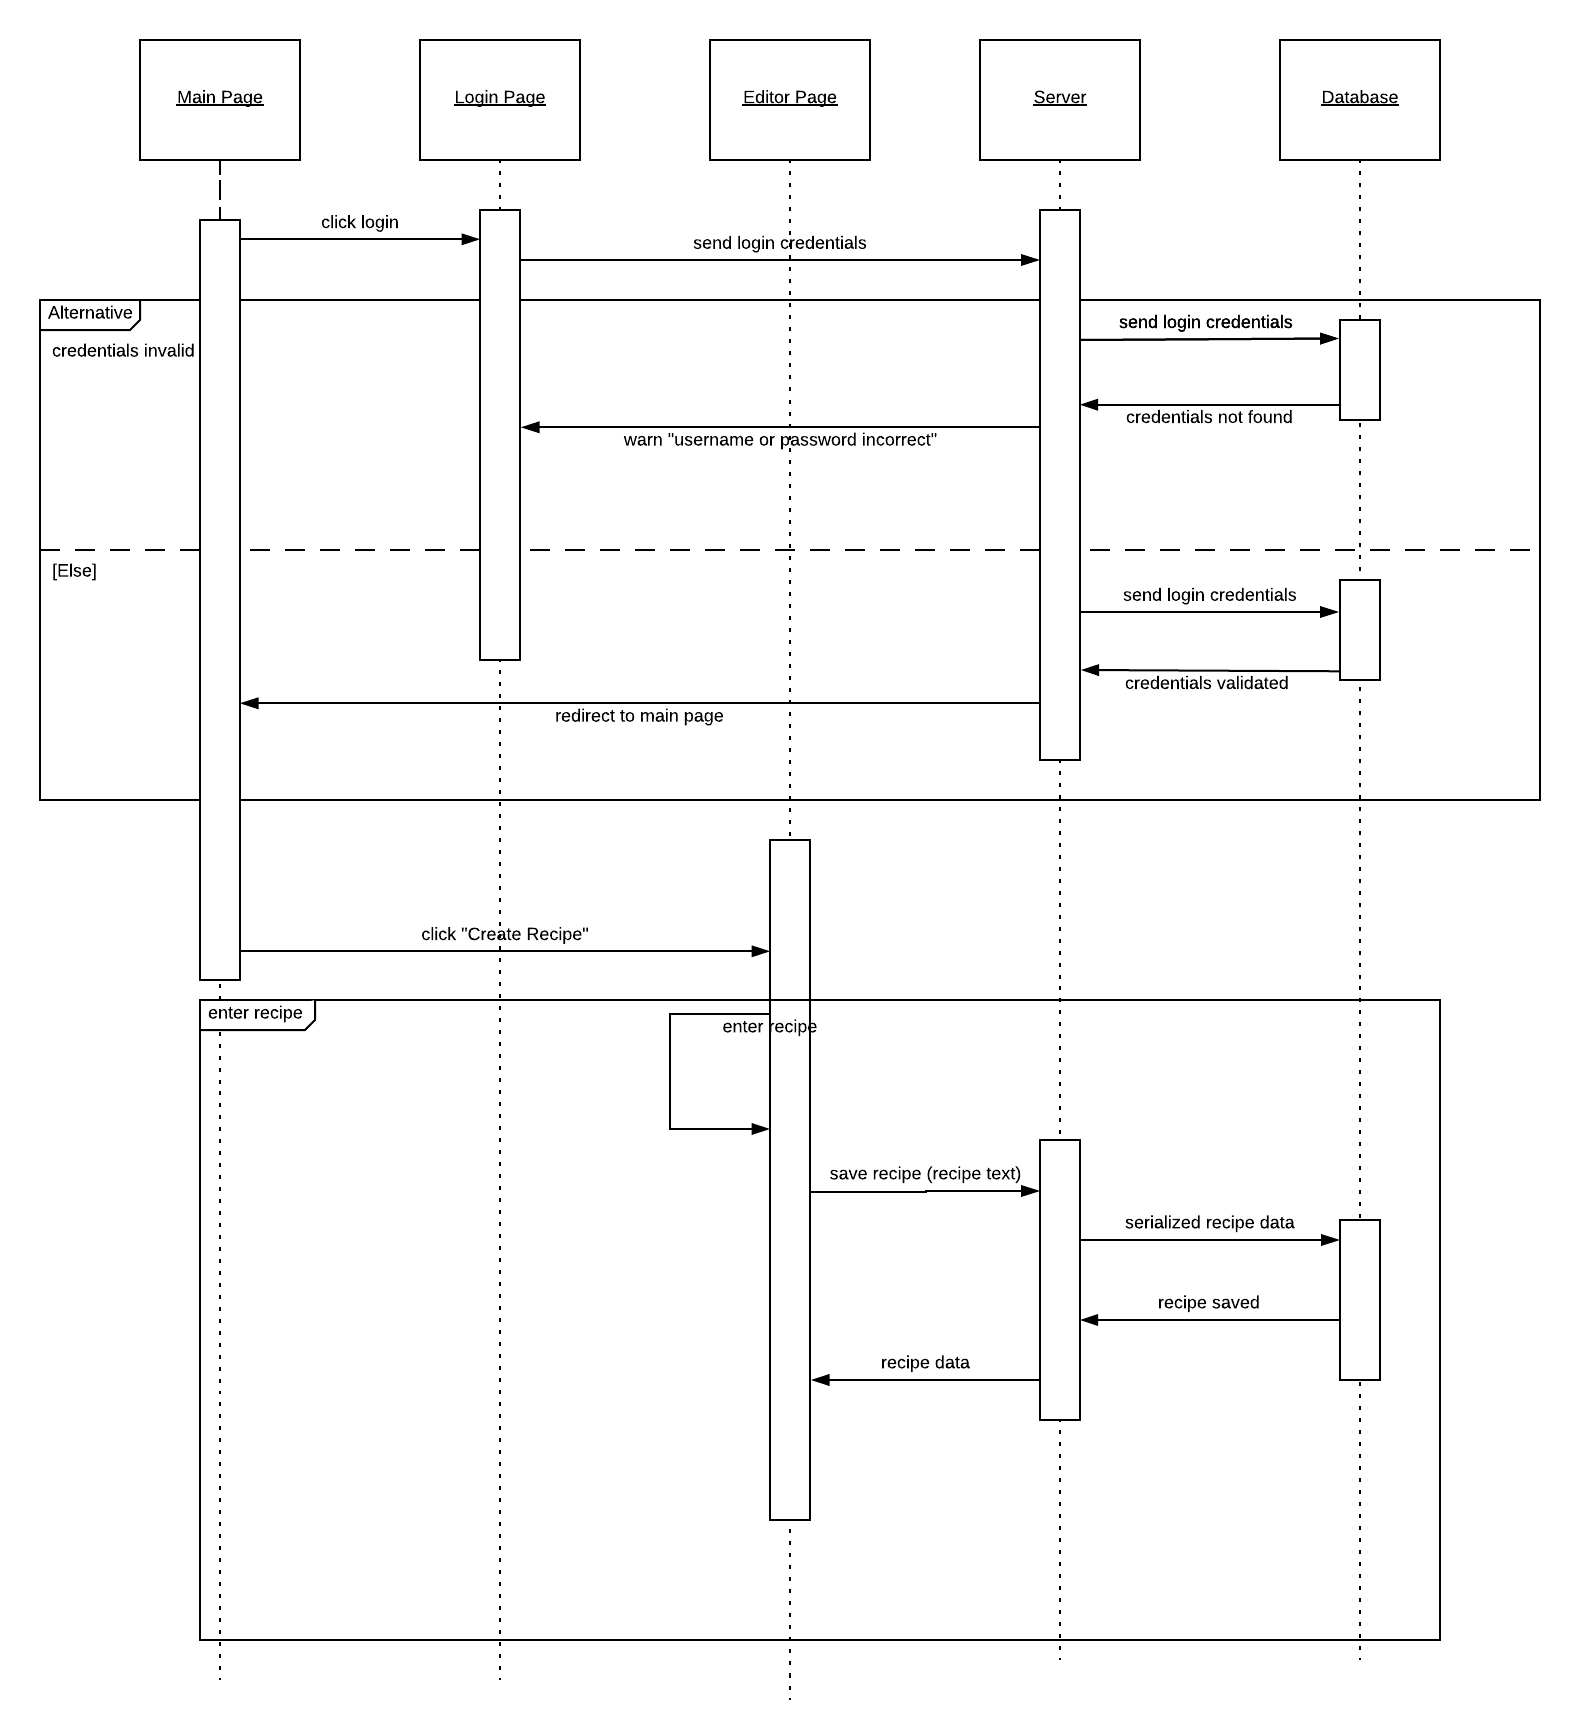 Main Page
Login Page
Editor Page
Server
Database
click login
send login credentials
Alternative
send login credentials
credentials invalid
credentials not found
warn "username or password incorrect"
[Else]
send login credentials
credentials validated
redirect to main page
click "Create Recipe"
enter recipe
enter recipe
save recipe (recipe text)
serialized recipe data
recipe saved
recipe data